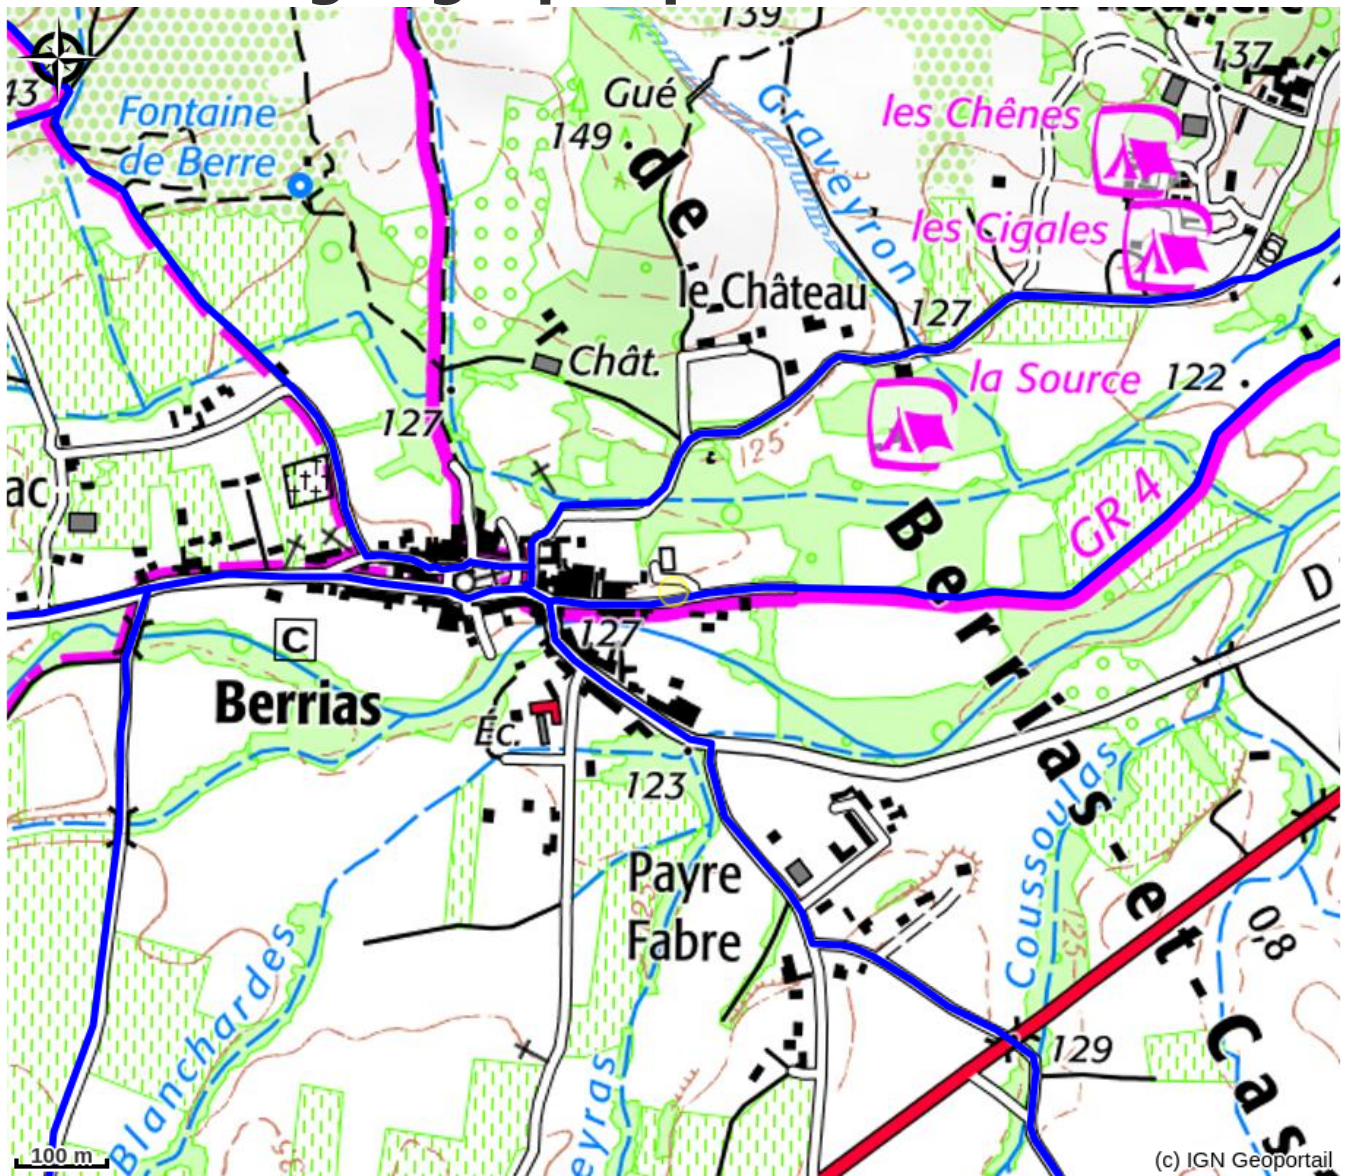 139
137
43
Fontaine
de Berre
Gué
149
de
Graveyron
les Chênes
les Cigales
le Château
127
Chât.
la Source
122
127
125
GR 4
ac
Berrias-et-Cas
D
C
127
Berrias
Éc.
123
Payre
Fabre
Coussoulas
125
0,8
Blanchardes
129
eyras
100 m
(c) IGN Geoportail